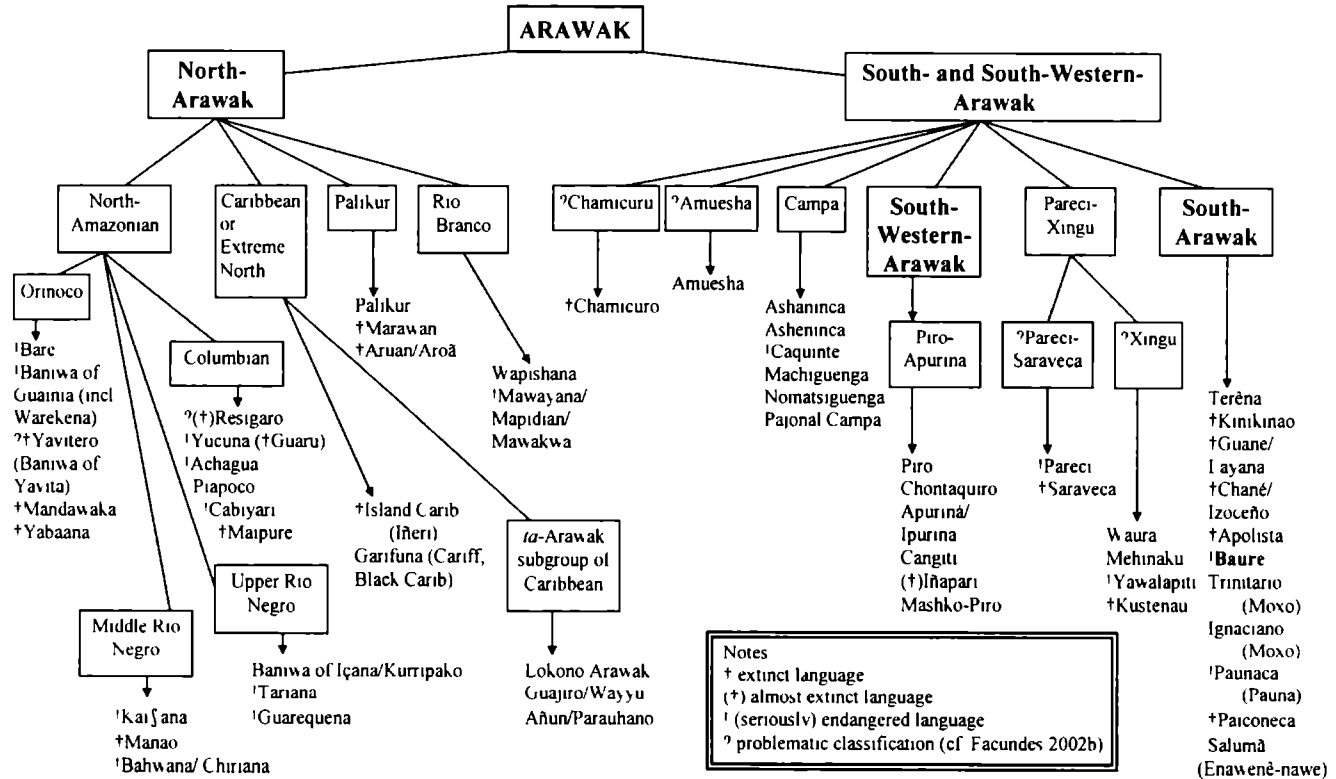 ARAWAK
North-
Arawak
South- and South-Western-
Arawak
North-
Amazonian
Caribbean
or
Extreme
North
Palikur
Rio
Branco
?Chamicuru
?Amuesha
Campa
South-
Western-
Arawak
Pareci-
Xingu
South-
Arawak
Orinoco
!Bare
!Baniwa of
Guainia (incl
Warekena)
?†Yavitero
(Baniwa of
Yavita)
†Mandawaka
†Yabaana
Columbian
?(†)Resigaro
!Yucuna (†Guaru)
!Achagua
Piapoco
!Cabiyari
†Maipure
Palikur
†Marawan
†Aruan/Aroã
Wapishana
!Mawayana/
Mapidian/
Mawakwa
†Chamicuro
Amuesha
Ashaninca
Asheninca
!Caquinte
Machiguenga
Nomatsiguenga
Pajonal Campa
Piro-
Apurina
Piro
Chontaquiro
Apuriná/
Ipurina
Cangiti
(†)Iñapari
Mashko-Piro
?Pareci-
Saraveca
!Pareci
†Saraveca
?Xingu
Waura
Mehinaku
!Yawalapiti
†Kustenau
Terêna
†Kinikinao
†Guane/
Layana
†Chané/
Izoceño
†Apolista
!Baure
Trinitario
(Moxo)
Ignaciano
(Moxo)
!Paunaca
(Pauna)
†Paiconeca
Salumã
(Enawenê-nawe)
Middle Rio
Negro
!Kaiʃana
†Manao
!Bahwana/ Chiriana
Upper Rio
Negro
Baniwa of Içana/Kurripako
!Tariana
!Guarequena
†Island Carib
(Iñeri)
Garifuna (Cariff,
Black Carib)
ta-Arawak
subgroup of
Caribbean
Lokono Arawak
Guajiro/Wayyu
Añun/Parauhano
Notes
† extinct language
(†) almost extinct language
! (seriously) endangered language
? problematic classification (cf Facundes 2002b)